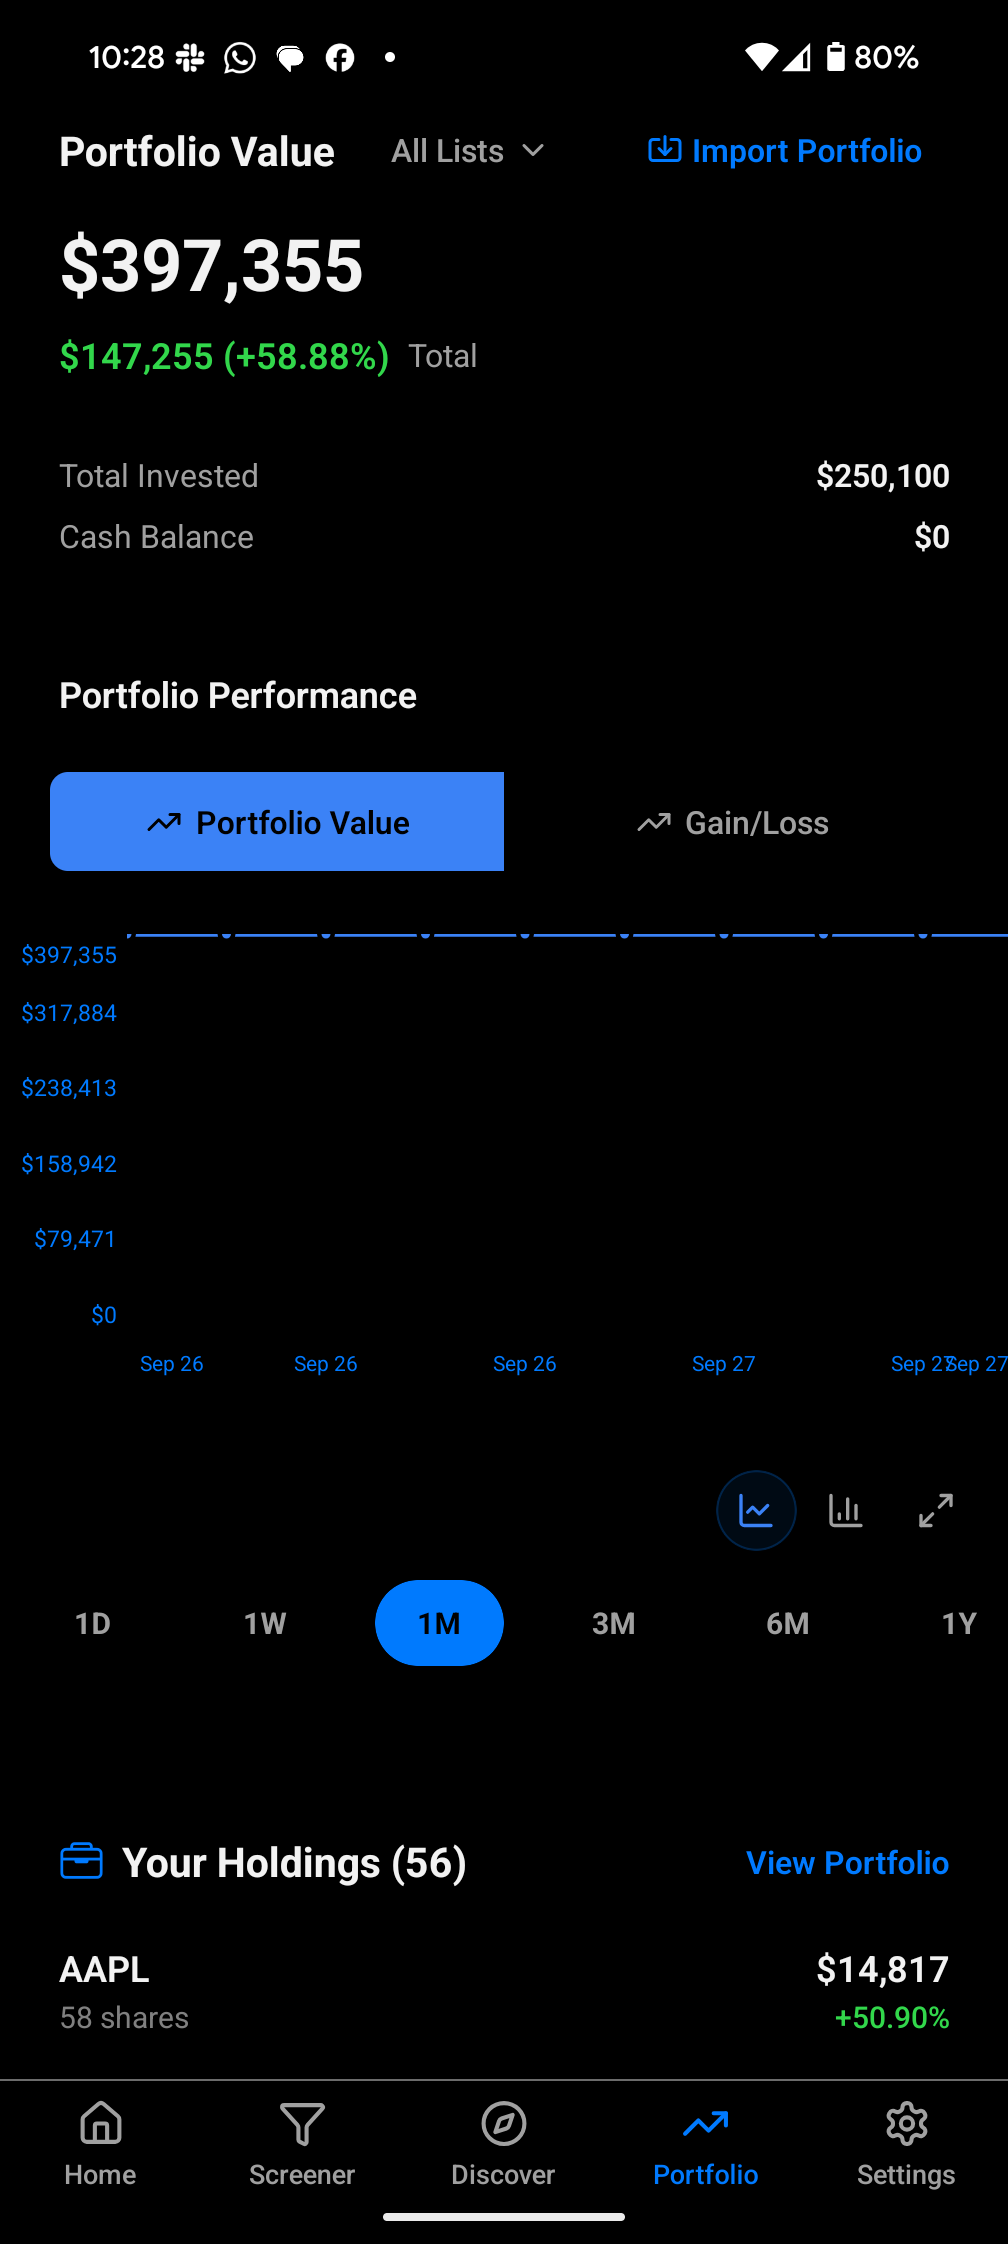 10:28
80%
Portfolio Value All Lists Import Portfolio
$397,355
$147,255 (+58.88%) Total
Total Invested $250,100
Cash Balance $0
Portfolio Performance
Portfolio Value Gain/Loss
$397,355
$317,884
$238,413
$158,942
$79,471
$0
Sep 26 Sep 26 Sep 26 Sep 27 Sep 27 Sep 27
1D 1W 1M 3M 6M 1Y
Your Holdings (56) View Portfolio
AAPL $14,817
58 shares +50.90%
Home Screener Discover Portfolio Settings